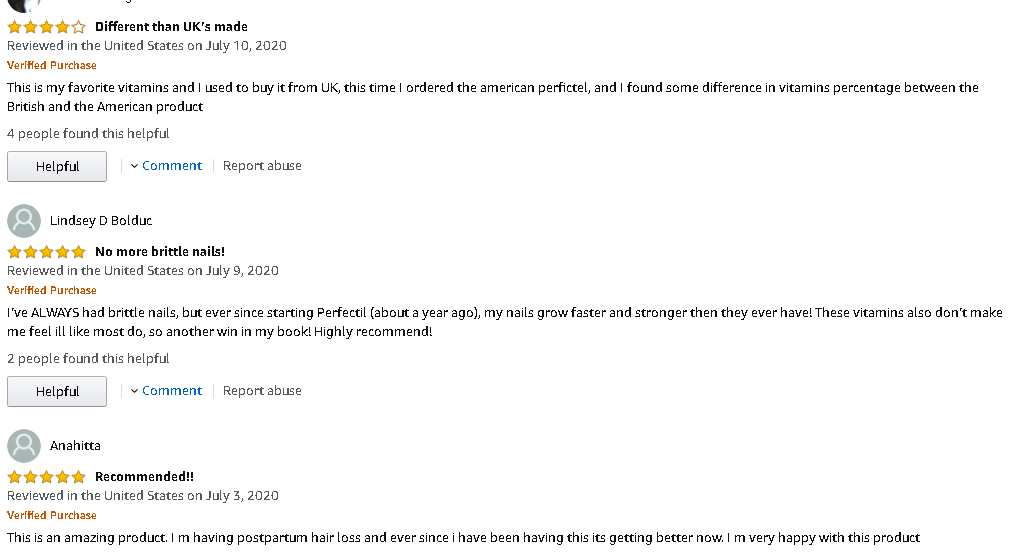 Different than UK's made
Reviewed in the United States on July 10, 2020
Verified Purchase
This is my favorite vitamins and I used to buy it from UK, this time I ordered the american perfictel, and I found some difference in vitamins percentage between the
British and the American product
4 people found this helpful
Helpful
Comment
Report abuse
Lindsey D Bolduc
No more brittle nails!
Reviewed in the United States on July 9, 2020
Verified Purchase
I've ALWAYS had brittle nails, but ever since starting Perfectil (about a year ago), my nails grow faster and stronger then they ever have! These vitamins also don't make
me feel ill like most do, so another win in my book! Highly recommend!
2 people found this helpful
Helpful
Comment
Report abuse
Anahitta
Recommended!!
Reviewed in the United States on July 3, 2020
Verified Purchase
This is an amazing product. I m having postpartum hair loss and ever since i have been having this its getting better now. I m very happy with this product